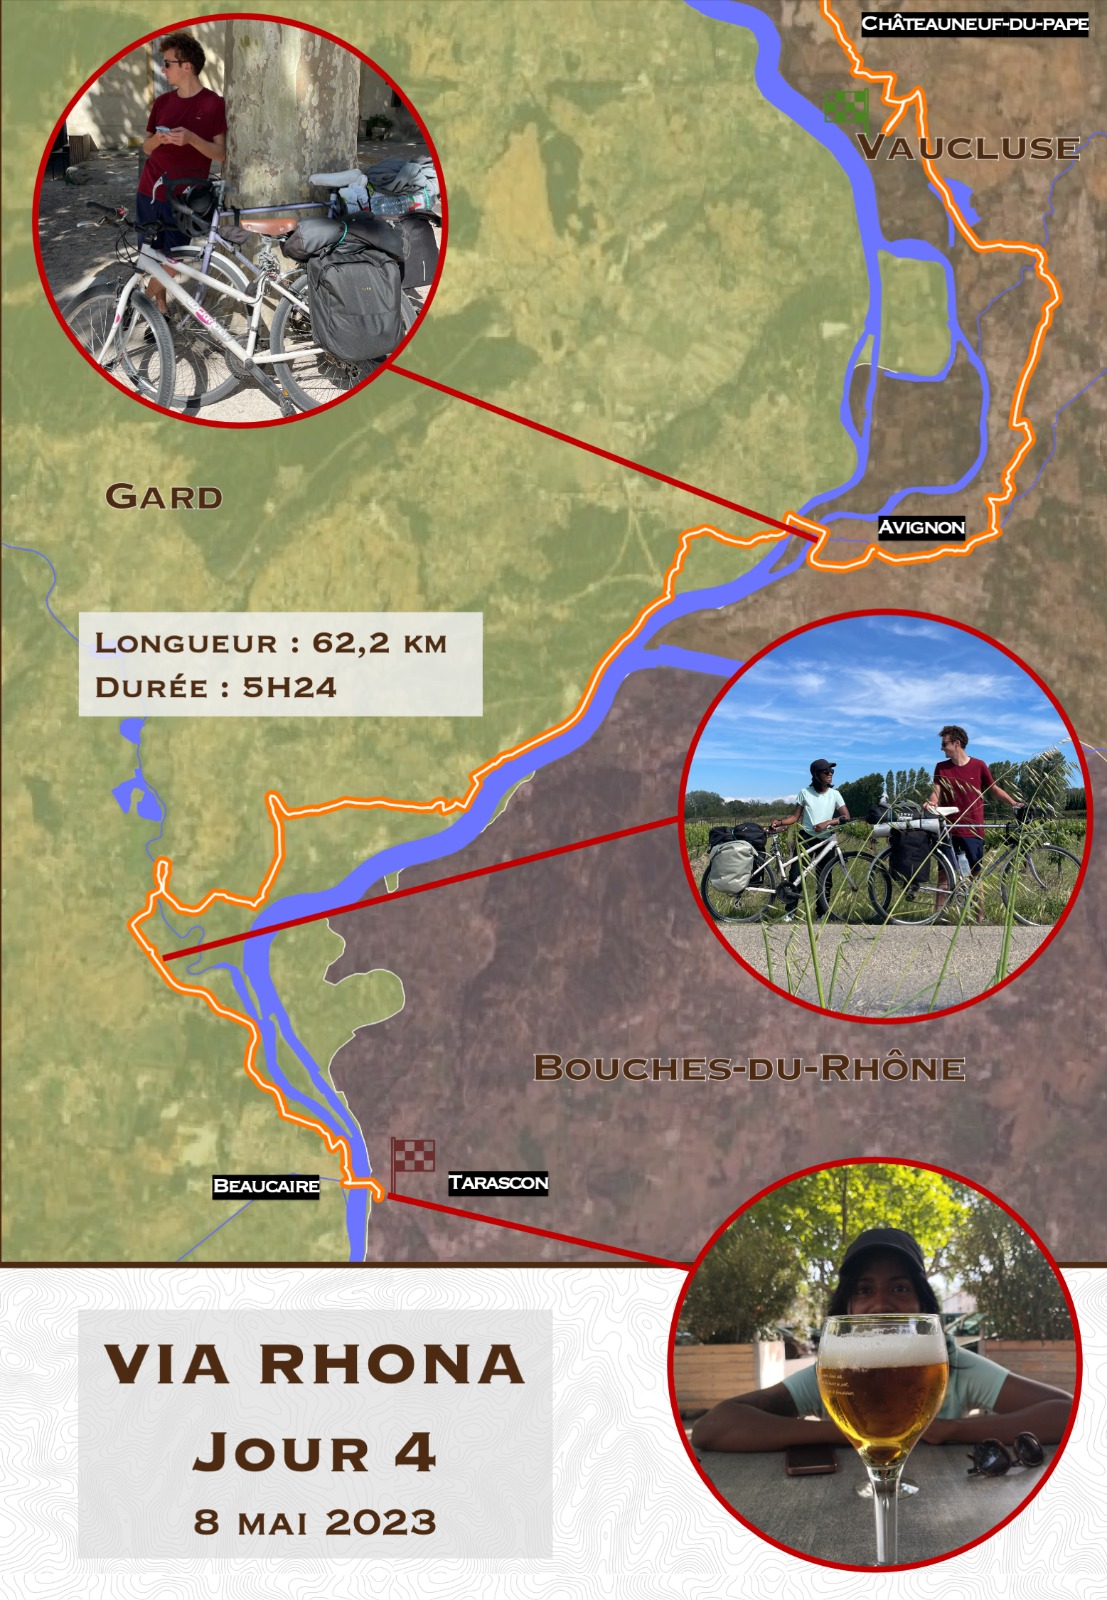 Châteauneuf-du-pape
Vaucluse
Gard
Avignon
Longueur : 62,2 km
Durée : 5h24
Bouches-du-Rhône
Beaucaire
Tarascon
VIA RHONA
Jour 4
8 mai 2023